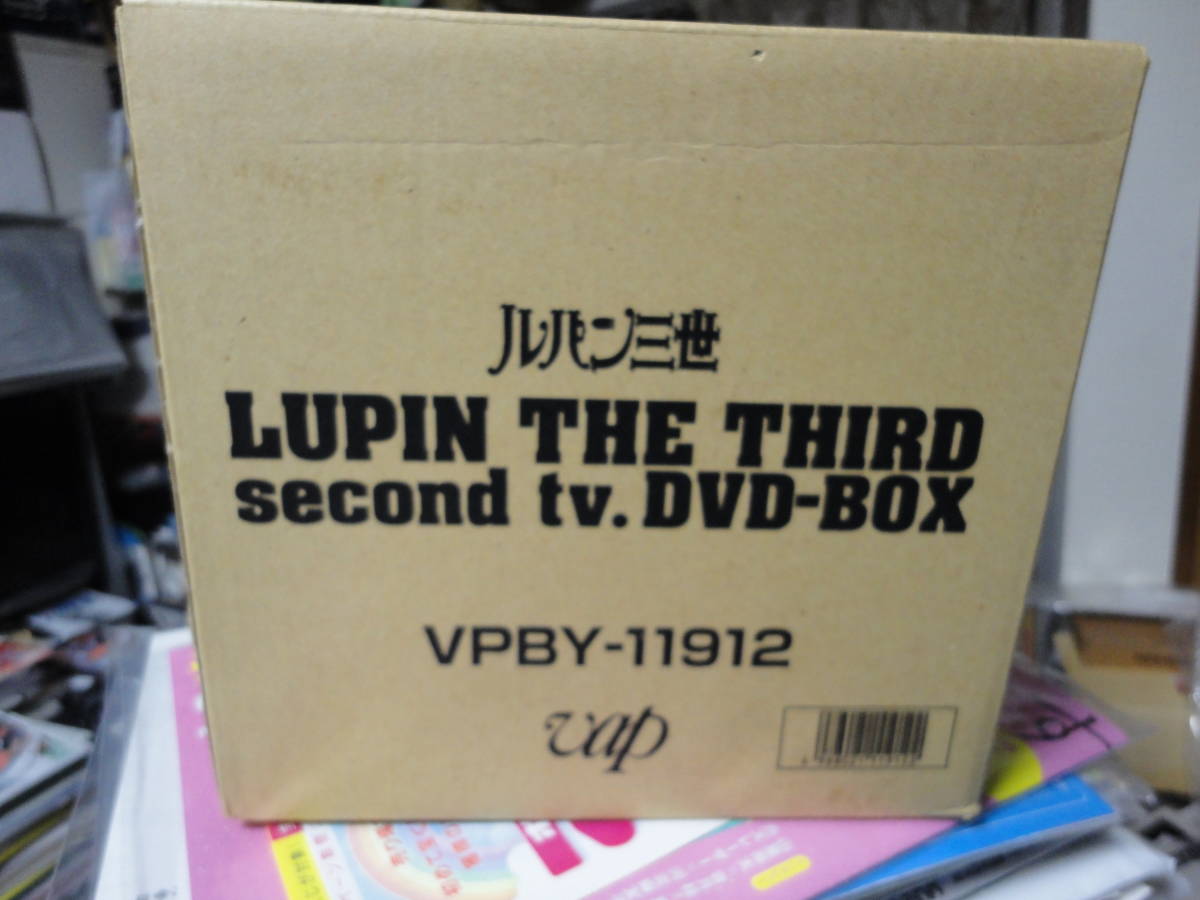 ルパン三世
LUPIN THE THIRD
second tv. DVD-BOX
VPBY-11912
vap